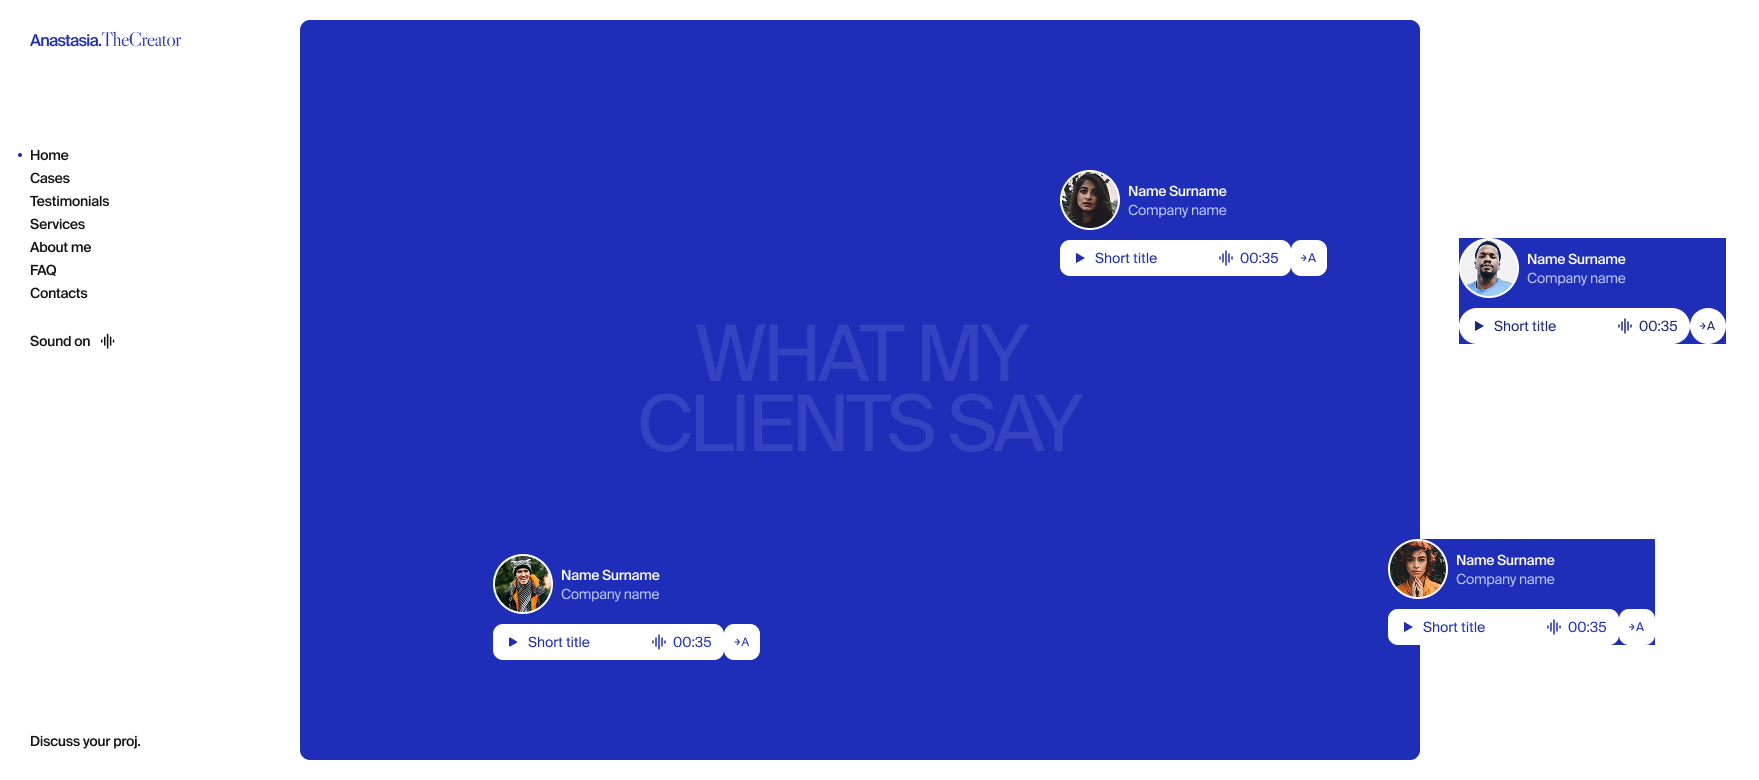 Anastasia.TheCreator
Home
Cases
Testimonials
Services
About me
FAQ
Contacts
Sound on
Discuss your proj.
WHAT MY
CLIENTS SAY
Name Surname
Company name
Short title 00:35 →A
Name Surname
Company name
Short title 00:35 →A
Name Surname
Company name
Short title 00:35 →A
Name Surname
Company name
Short title 00:35 →A